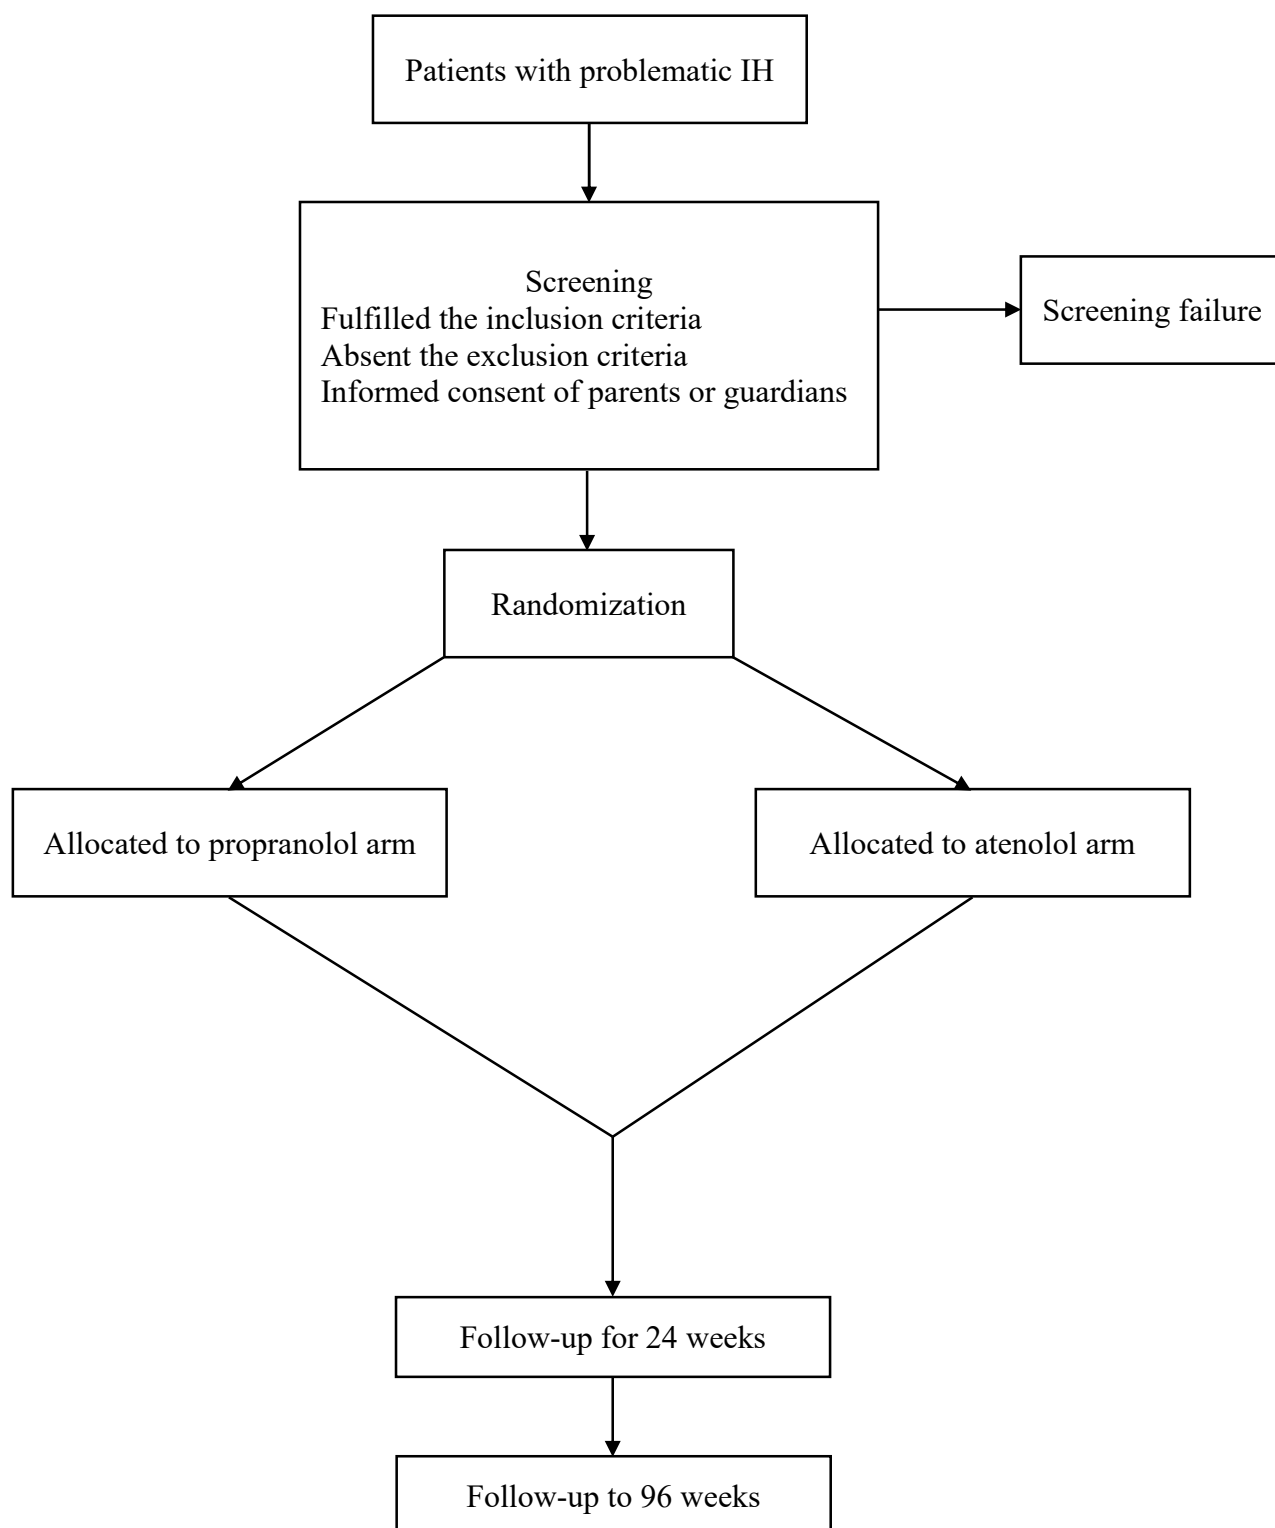 Patients with problematic IH
Screening
Fulfilled the inclusion criteria
Absent the exclusion criteria
Informed consent of parents or guardians
Screening failure
Randomization
Allocated to propranolol arm
Allocated to atenolol arm
Follow-up for 24 weeks
Follow-up to 96 weeks